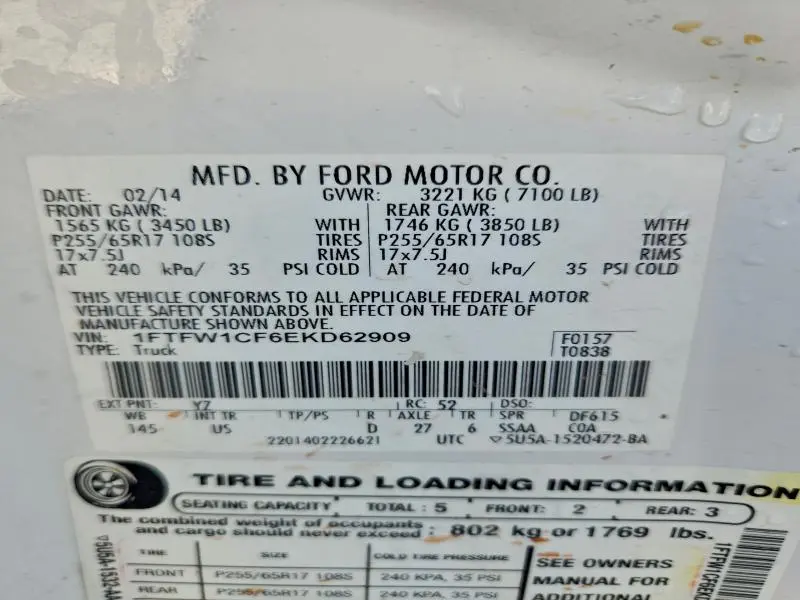 MFD. BY FORD MOTOR CO.
DATE: 02/14 GVWR: 3221 KG ( 7100 LB)
FRONT GAWR: REAR GAWR:
1565 KG ( 3450 LB) WITH 1746 KG ( 3850 LB) WITH
P255/65R17 108S TIRES P255/65R17 108S TIRES
17x7.5J RIMS 17x7.5J RIMS
AT 240 kPa/ 35 PSI COLD AT 240 kPa/ 35 PSI COLD
THIS VEHICLE CONFORMS TO ALL APPLICABLE FEDERAL MOTOR
VEHICLE SAFETY STANDARDS IN EFFECT ON THE DATE OF
MANUFACTURE SHOWN ABOVE.
VIN: 1FTFW1CF6EKD62909 F0157
TYPE: Truck T0838
EXT PNT: YZ RC: 52 DSO:
WB INT TR TP/PS R AXLE TR SPR DF615
145 US D 27 6 SSAA COA
2201402226621 UTC ▽5U5A-1520472-BA
TIRE AND LOADING INFORMATION
SEATING CAPACITY TOTAL : 5 FRONT: 2 REAR: 3
The combined weight of occupants
and cargo should never exceed : 802 kg or 1769 lbs.
TIRE SIZE COLD TIRE PRESSURE
FRONT P255/65R17 108S 240 KPA, 35 PSI
REAR P255/65R17 108S 240 KPA, 35 PSI
SEE OWNERS
MANUAL FOR
ADDITIONAL